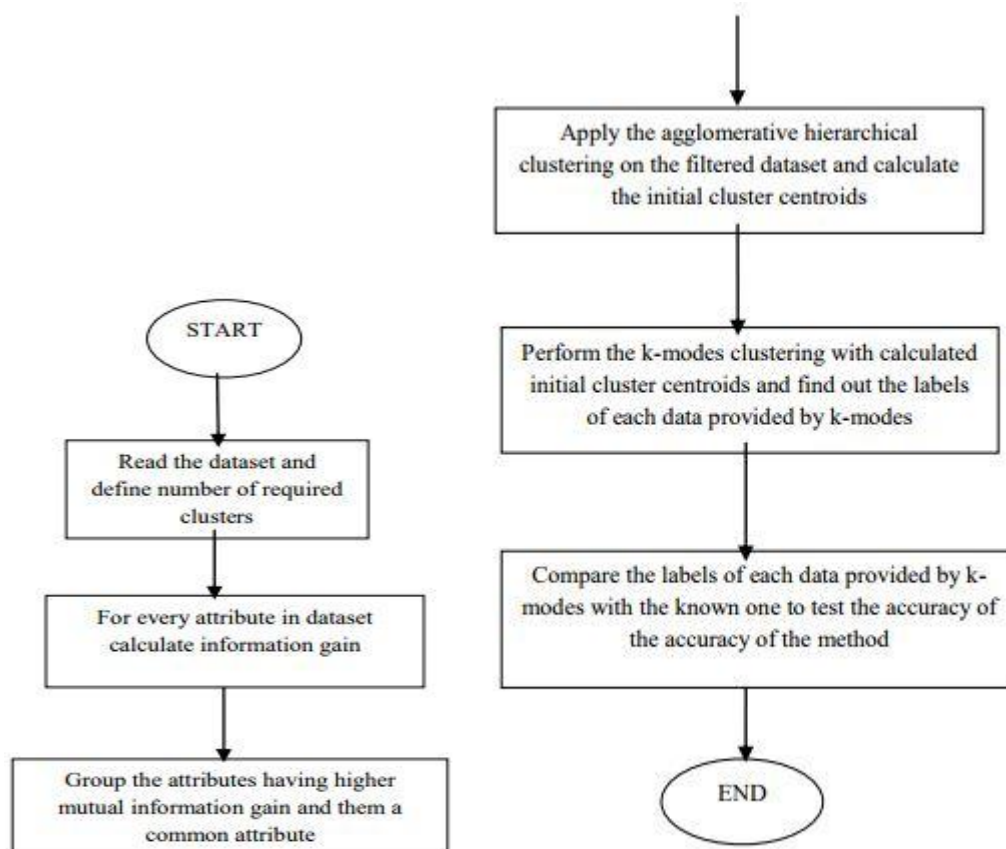 START
Read the dataset and
define number of required
clusters
For every attribute in dataset
calculate information gain
Group the attributes having higher
mutual information gain and them a
common attribute
Apply the agglomerative hierarchical
clustering on the filtered dataset and calculate
the initial cluster centroids
Perform the k-modes clustering with calculated
initial cluster centroids and find out the labels
of each data provided by k-modes
Compare the labels of each data provided by k-
modes with the known one to test the accuracy of
the accuracy of the method
END